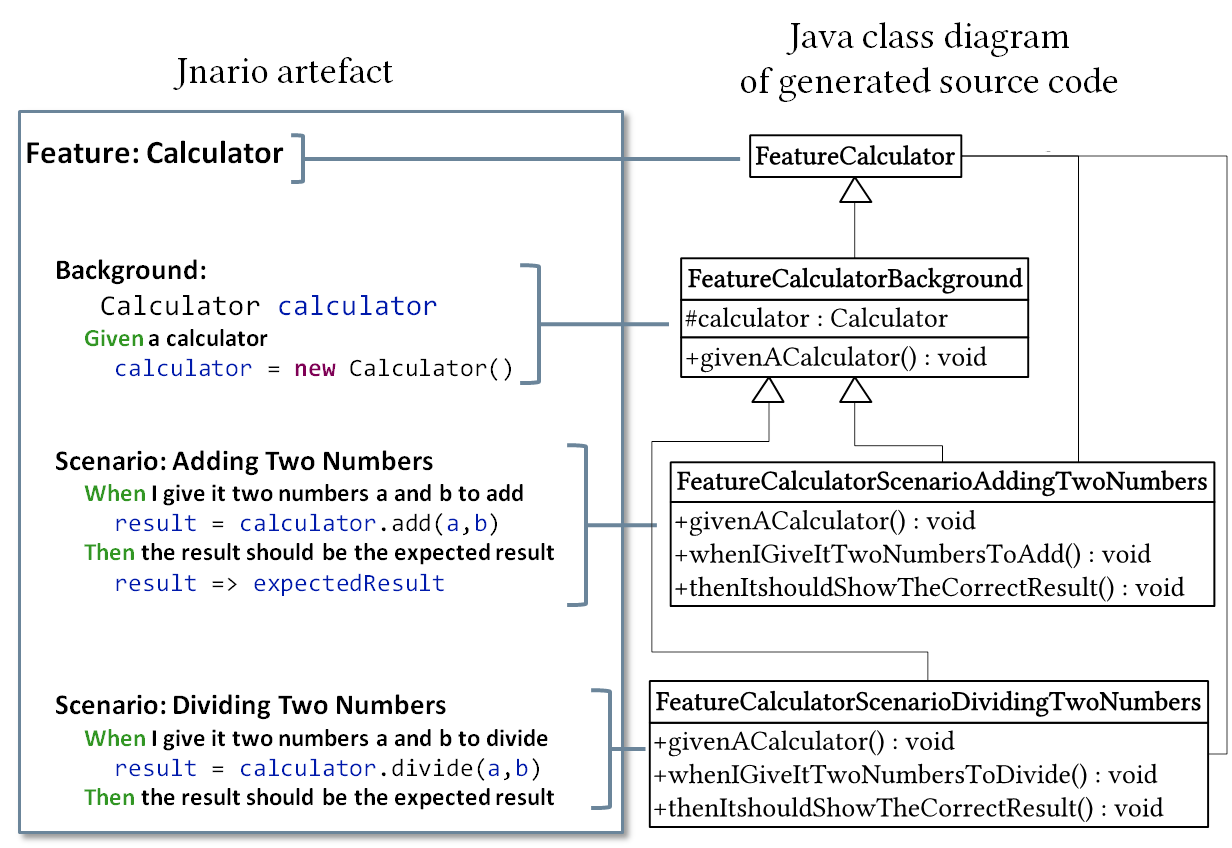 Jnario artefact
Java class diagram
of generated source code
Feature: Calculator
Background:
Calculator calculator
Given a calculator
calculator = new Calculator()
Scenario: Adding Two Numbers
When I give it two numbers a and b to add
result = calculator.add(a,b)
Then the result should be the expected result
result => expectedResult
Scenario: Dividing Two Numbers
When I give it two numbers a and b to divide
result = calculator.divide(a,b)
Then the result should be the expected result
FeatureCalculator
FeatureCalculatorBackground
#calculator : Calculator
+givenACalculator() : void
FeatureCalculatorScenarioAddingTwoNumbers
+givenACalculator() : void
+whenIGiveItTwoNumbersToAdd() : void
+thenItshouldShowTheCorrectResult() : void
FeatureCalculatorScenarioDividingTwoNumbers
+givenACalculator() : void
+whenIGiveItTwoNumbersToDivide() : void
+thenItshouldShowTheCorrectResult() : void